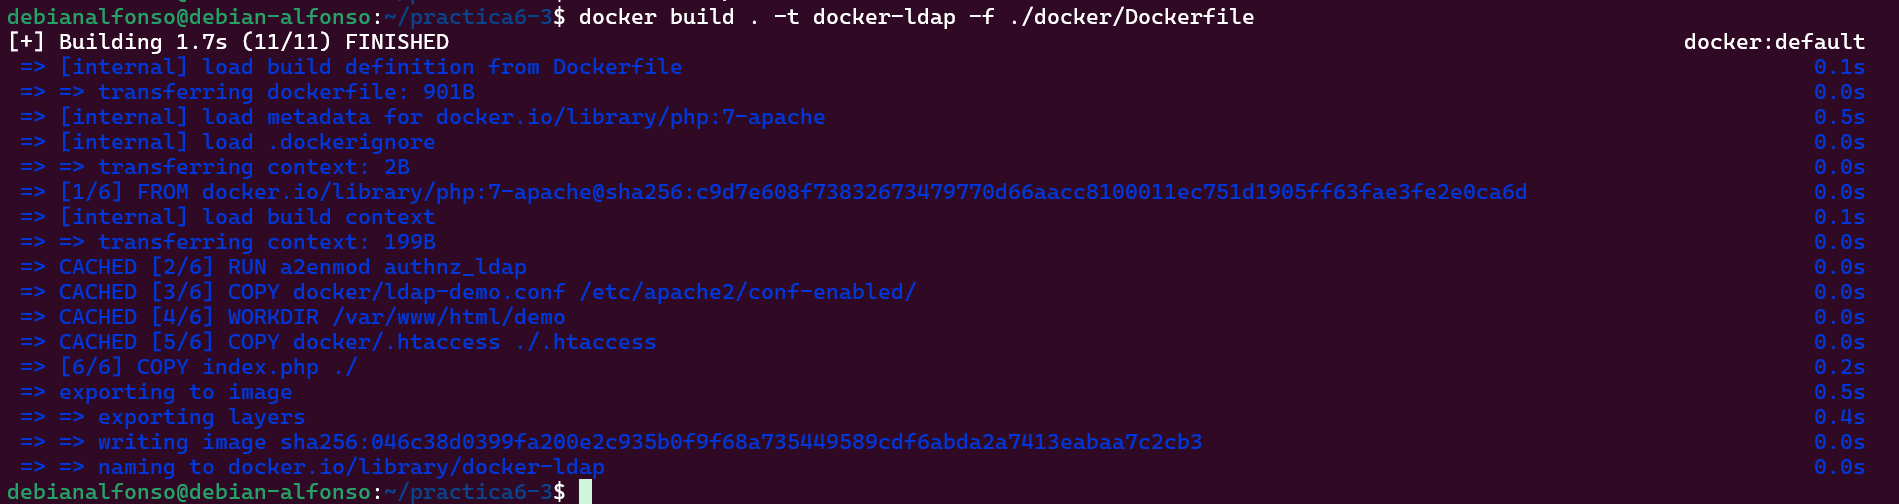 debianalfonso@debian-alfonso:~/practica6-3$ docker build . -t docker-ldap -f ./docker/Dockerfile
[+] Building 1.7s (11/11) FINISHED docker:default
=> [internal] load build definition from Dockerfile 0.1s
=> => transferring dockerfile: 901B 0.0s
=> [internal] load metadata for docker.io/library/php:7-apache 0.5s
=> [internal] load .dockerignore 0.0s
=> => transferring context: 2B 0.0s
=> [1/6] FROM docker.io/library/php:7-apache@sha256:c9d7e608f73832673479770d66aacc8100011ec751d1905ff63fae3fe2e0ca6d 0.0s
=> [internal] load build context 0.1s
=> => transferring context: 199B 0.0s
=> CACHED [2/6] RUN a2enmod authnz_ldap 0.0s
=> CACHED [3/6] COPY docker/ldap-demo.conf /etc/apache2/conf-enabled/ 0.0s
=> CACHED [4/6] WORKDIR /var/www/html/demo 0.0s
=> CACHED [5/6] COPY docker/.htaccess ./.htaccess 0.0s
=> [6/6] COPY index.php ./ 0.2s
=> exporting to image 0.5s
=> => exporting layers 0.4s
=> => writing image sha256:046c38d0399fa200e2c935b0f9f68a735449589cdf6abda2a7413eabaa7c2cb3 0.0s
=> => naming to docker.io/library/docker-ldap 0.0s
debianalfonso@debian-alfonso:~/practica6-3$